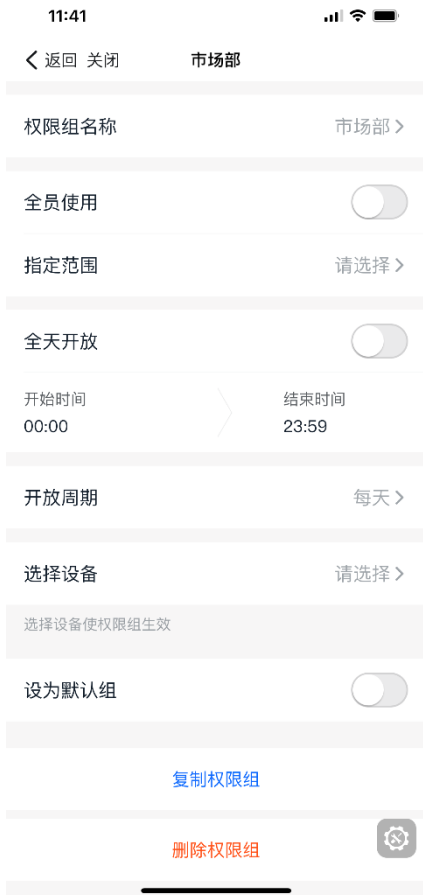 11:41
返回 关闭 市场部
权限组名称 市场部
全员使用
指定范围 请选择
全天开放
开始时间 结束时间
00:00 23:59
开放周期 每天
选择设备 请选择
选择设备使权限组生效
设为默认组
复制权限组
删除权限组